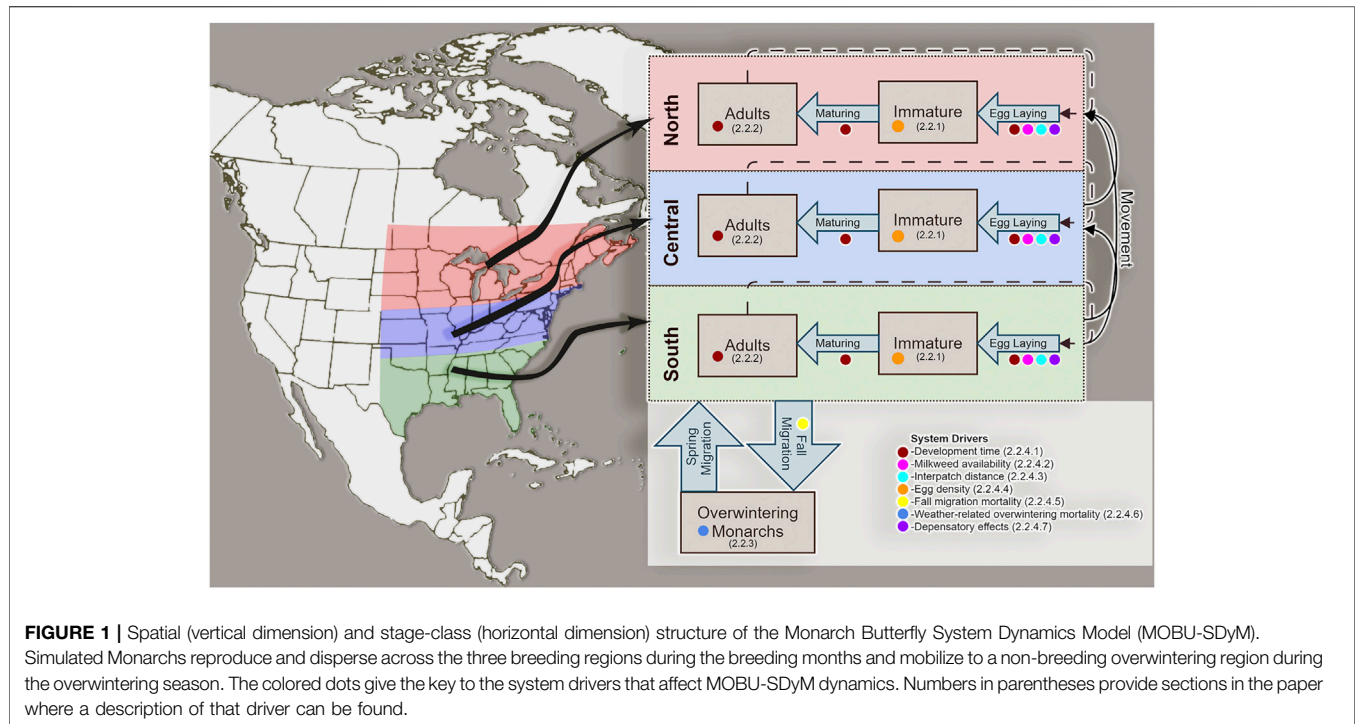 North
Adults
(2.2.2)
Maturing
Immature
(2.2.1)
Egg Laying
Central
Adults
(2.2.2)
Maturing
Immature
(2.2.1)
Egg Laying
Movement
South
Adults
(2.2.2)
Maturing
Immature
(2.2.1)
Egg Laying
Spring
Migration
Fall
Migration
Overwintering
Monarchs
(2.2.3)
System Drivers
-Development time (2.2.4.1)
-Milkweed availability (2.2.4.2)
-Interpatch distance (2.2.4.3)
-Egg density (2.2.4.4)
-Fall migration mortality (2.2.4.5)
-Weather-related overwintering mortality (2.2.4.6)
-Depensatory effects (2.2.4.7)
FIGURE 1 | Spatial (vertical dimension) and stage-class (horizontal dimension) structure of the Monarch Butterfly System Dynamics Model (MOBU-SDyM).
Simulated Monarchs reproduce and disperse across the three breeding regions during the breeding months and mobilize to a non-breeding overwintering region during
the overwintering season. The colored dots give the key to the system drivers that affect MOBU-SDyM dynamics. Numbers in parentheses provide sections in the paper
where a description of that driver can be found.